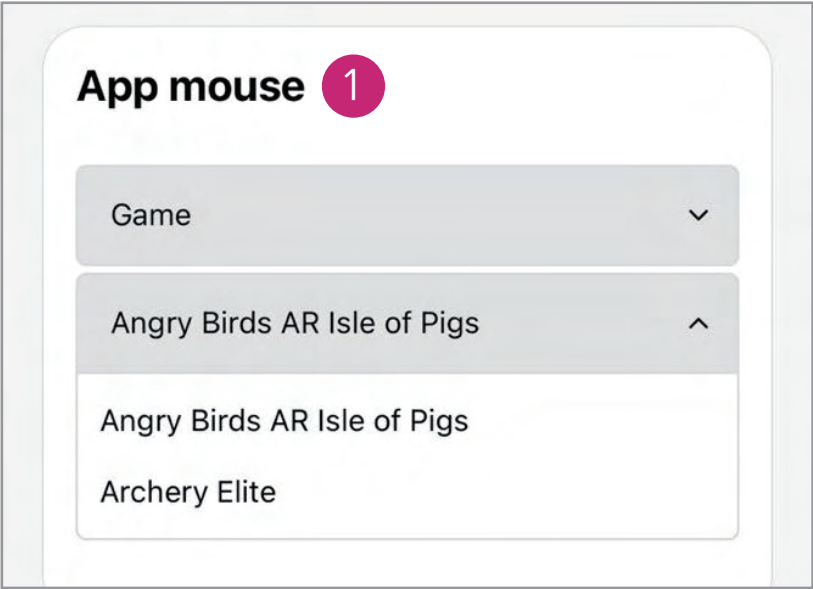 App mouse 1
Game
Angry Birds AR Isle of Pigs
Angry Birds AR Isle of Pigs
Archery Elite